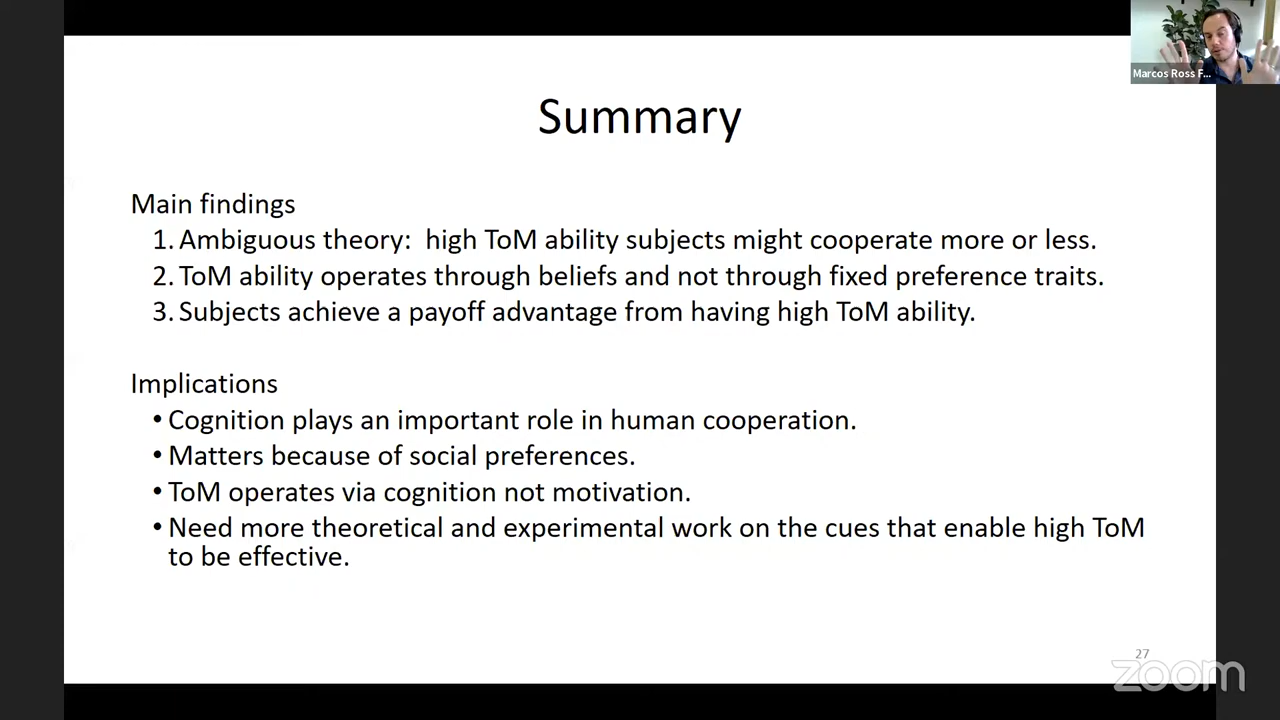 Marcos Ross F...
Summary
Main findings
1. Ambiguous theory: high ToM ability subjects might cooperate more or less.
2. ToM ability operates through beliefs and not through fixed preference traits.
3. Subjects achieve a payoff advantage from having high ToM ability.
Implications
• Cognition plays an important role in human cooperation.
• Matters because of social preferences.
• ToM operates via cognition not motivation.
• Need more theoretical and experimental work on the cues that enable high ToM
to be effective.
27
zoom